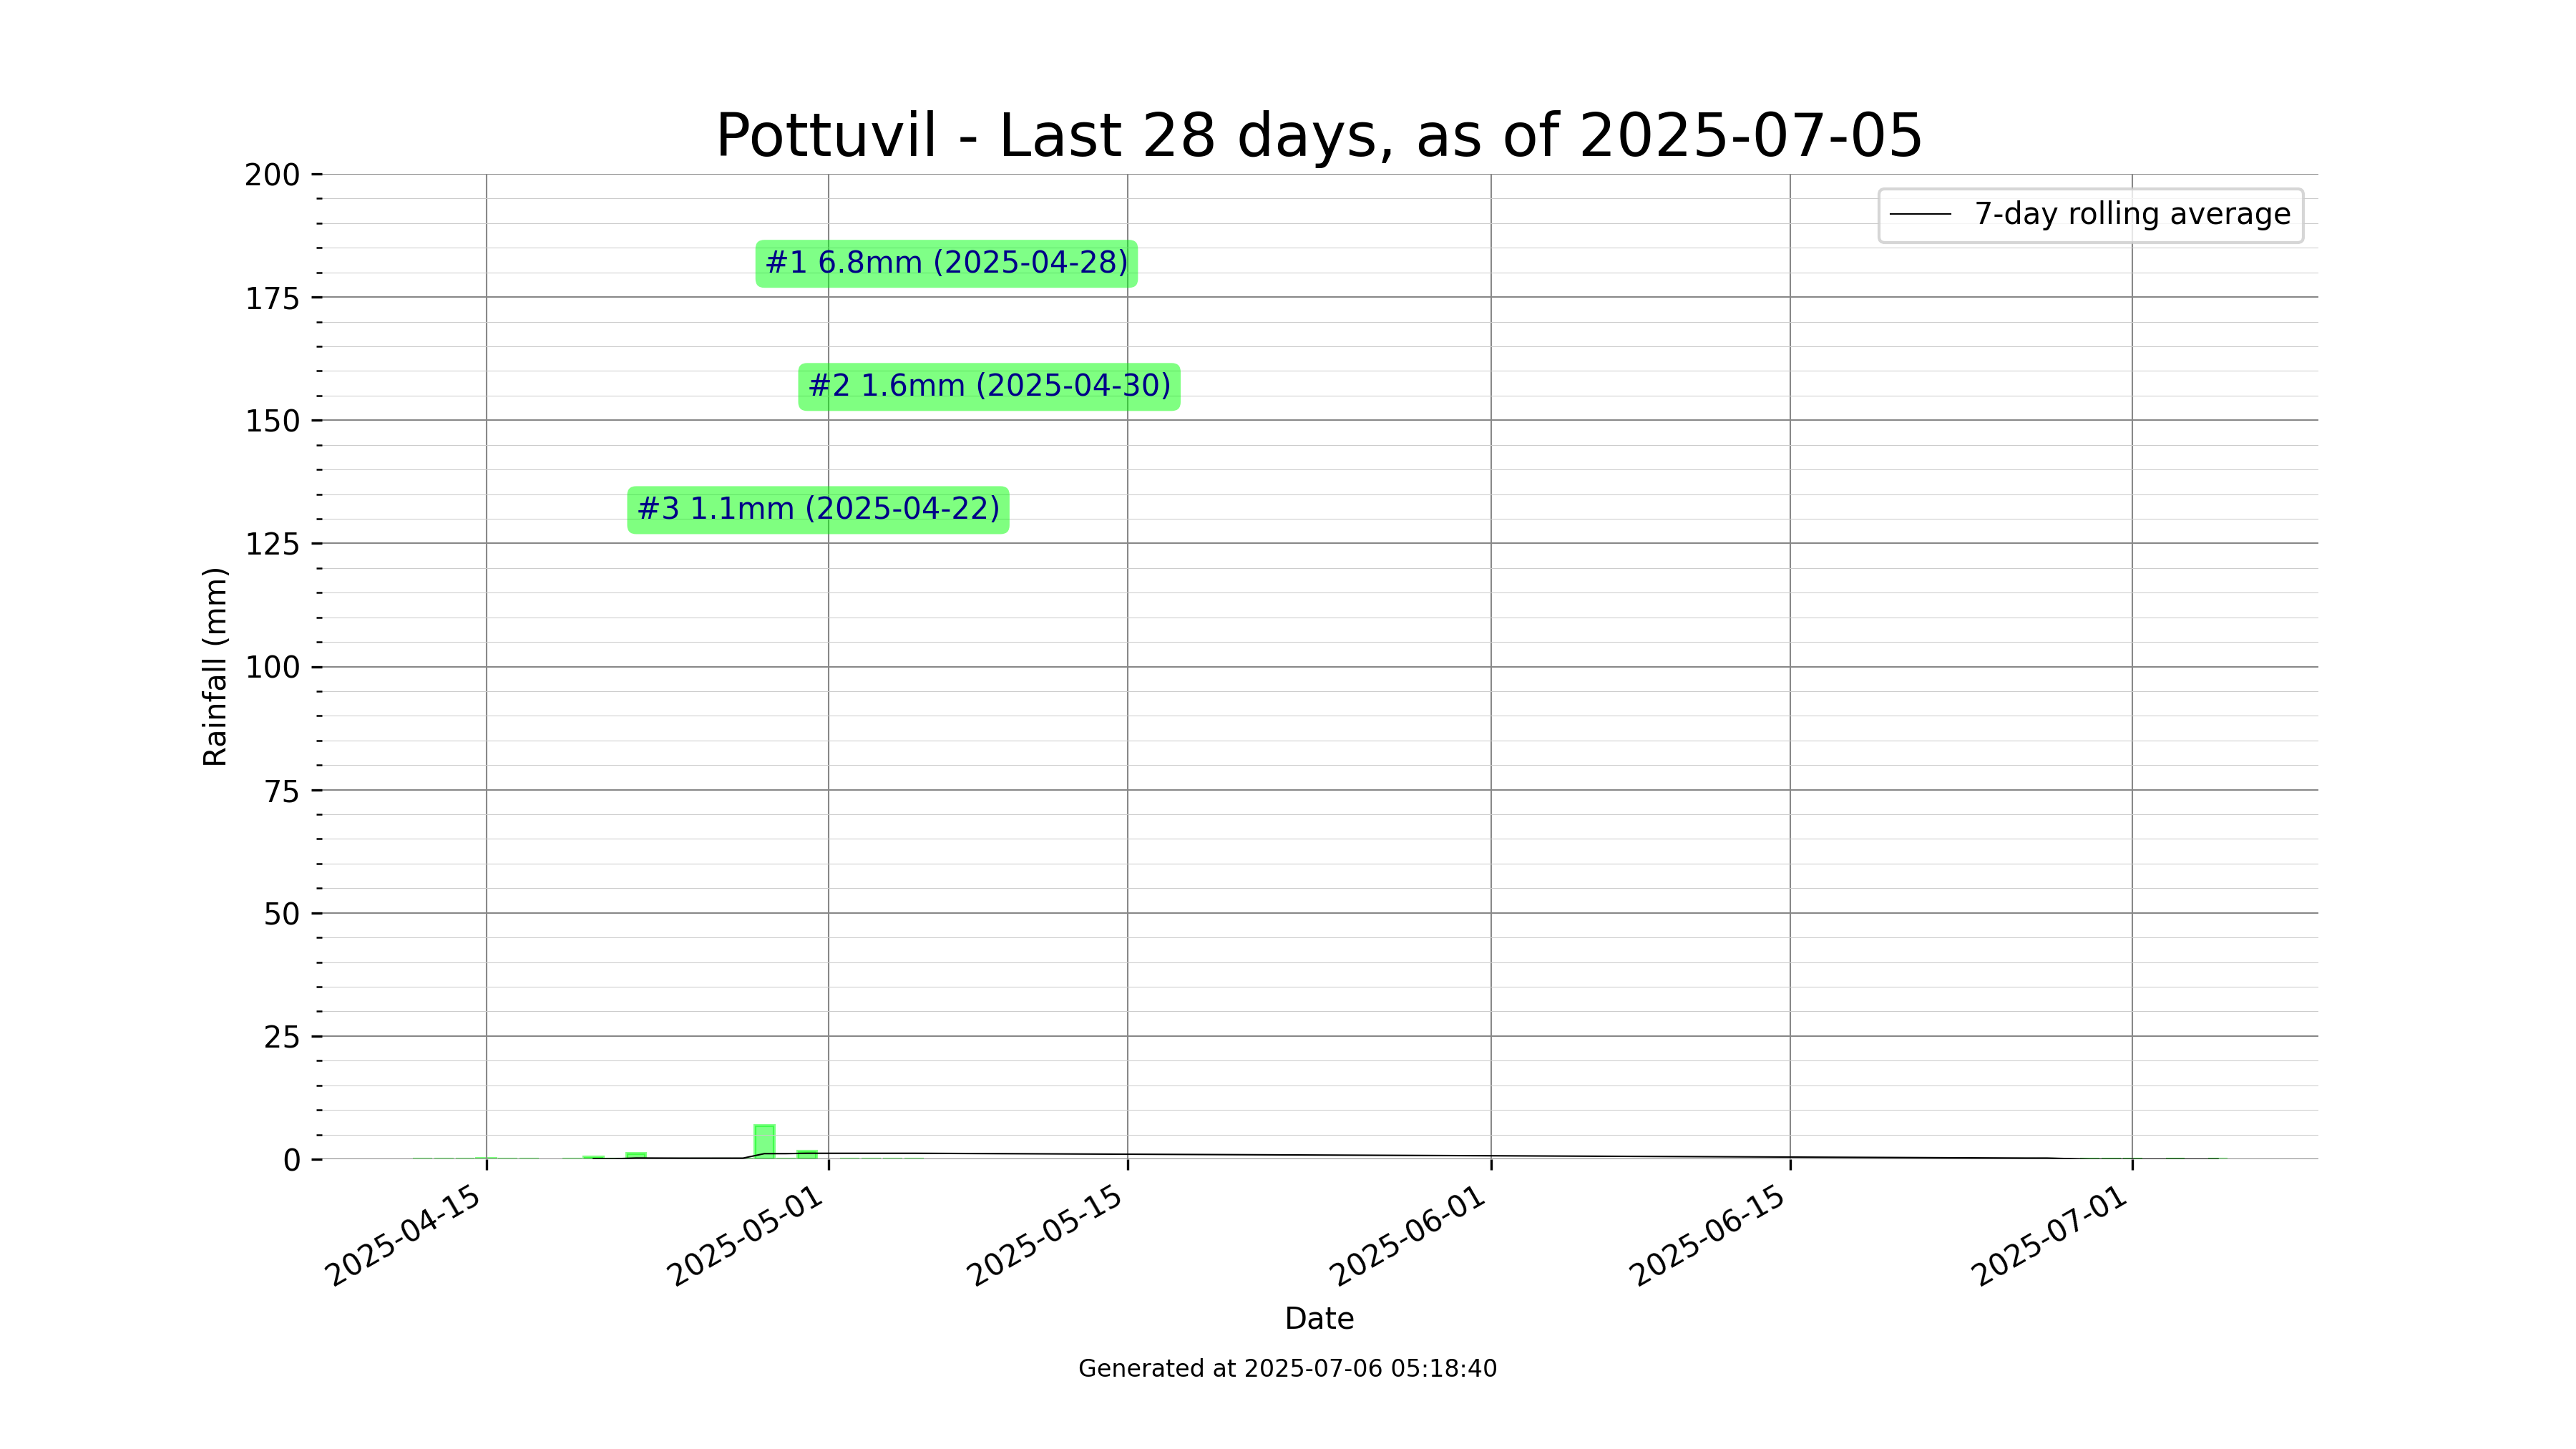 Pottuvil - Last 28 days, as of 2025-07-05
200
175
150
125
100
75
50
25
0
Rainfall (mm)
7-day rolling average
#1 6.8mm (2025-04-28)
#2 1.6mm (2025-04-30)
#3 1.1mm (2025-04-22)
2025-04-15
2025-05-01
2025-05-15
2025-06-01
2025-06-15
2025-07-01
Date
Generated at 2025-07-06 05:18:40